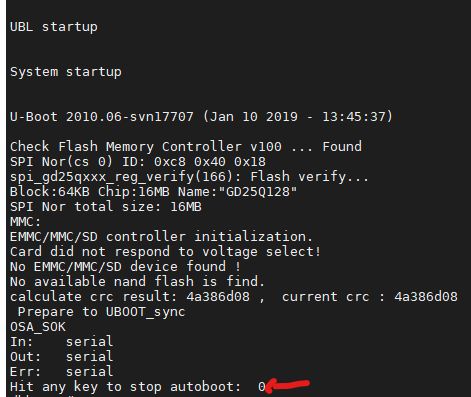 UBL startup
System startup
U-Boot 2010.06-svn17707 (Jan 10 2019 - 13:45:37)
Check Flash Memory Controller v100 ... Found
SPI Nor(cs 0) ID: 0xc8 0x40 0x18
spi_gd25qxxx_reg_verify(166): Flash verify...
Block:64KB Chip:16MB Name:"GD25Q128"
SPI Nor total size: 16MB
MMC:
EMMC/MMC/SD controller initialization.
Card did not respond to voltage select!
No EMMC/MMC/SD device found !
No available nand flash is find.
calculate crc result: 4a386d08 ,  current crc : 4a386d08
 Prepare to UBOOT_sync
OSA_SOK
In:    serial
Out:   serial
Err:   serial
Hit any key to stop autoboot:  0